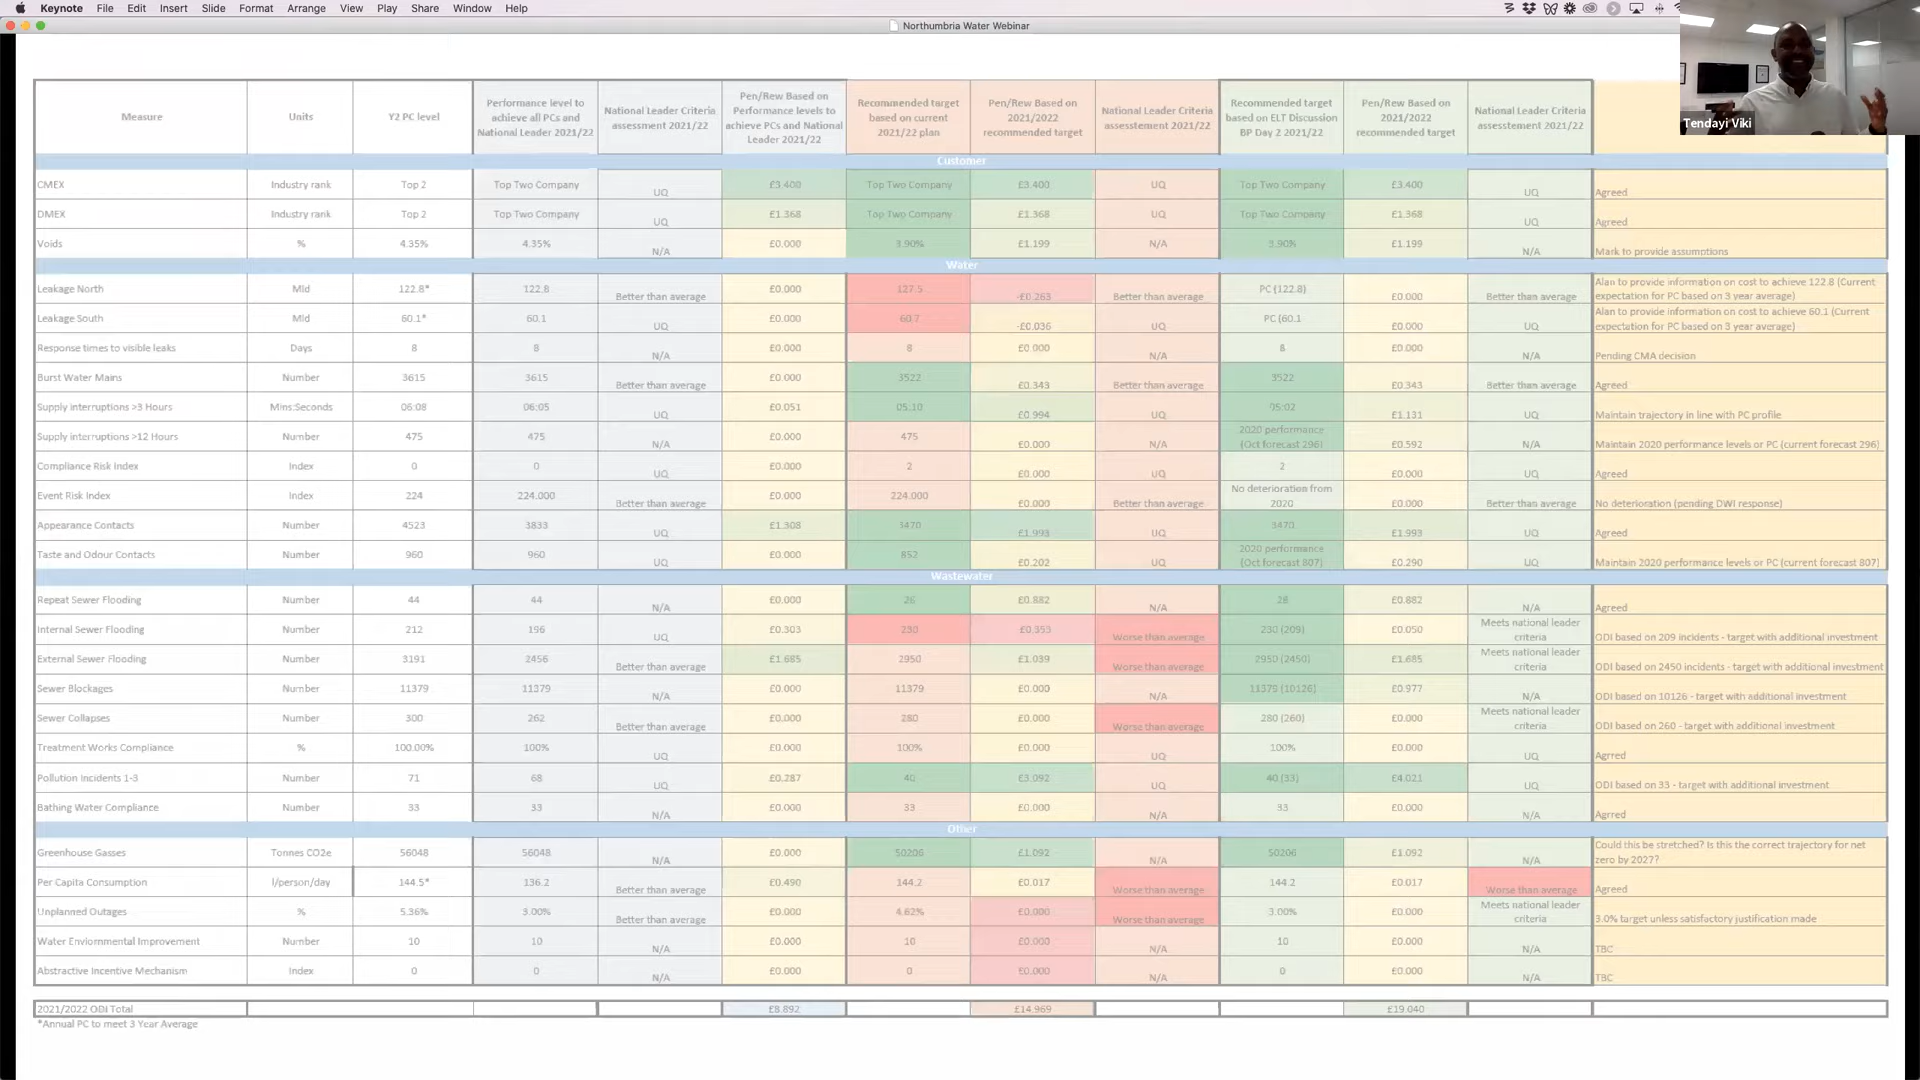 Keynote File Edit Insert Slide Format Arrange View Play Share Window Help
Northumbria Water Webinar
Tendayi Viki
Measure Units Y2 PC level Performance level to achieve all PCs and National Leader 2021/22 National Leader Criteria assessment 2021/22 Pen/Rew Based on Performance levels to achieve PCs and National Leader 2021/22 Recommended target based on current 2021/22 plan Pen/Rew Based on 2021/2022 recommended target National Leader Criteria assestement 2021/22 Recommended target based on ELT Discussion BP Day 2 2021/22 Pen/Rew Based on 2021/2022 recommended target National Leader Criteria assestement 2021/22
Customer
CMEX Industry rank Top 2 Top Two Company UQ £3.400 Top Two Company £3.400 UQ Top Two Company £3.400 UQ Agreed
DMEX Industry rank Top 2 Top Two Company UQ £1.368 Top Two Company £1.368 UQ Top Two Company £1.368 UQ Agreed
Voids % 4.35% 4.35% N/A £0.000 3.90% £1.199 N/A 3.90% £1.199 N/A Mark to provide assumptions
Water
Leakage North Mld 122.8* 122.8 Better than average £0.000 127.5 -£0.263 Better than average PC (122.8) £0.000 Better than average Alan to provide information on cost to achieve 122.8 (Current expectation for PC based on 3 year average)
Leakage South Mld 60.1* 60.1 UQ £0.000 60.7 -£0.036 UQ PC (60.1 £0.000 UQ Alan to provide information on cost to achieve 60.1 (Current expectation for PC based on 3 year average)
Response times to visible leaks Days 8 8 N/A £0.000 8 £0.000 N/A 8 £0.000 N/A Pending CMA decision
Burst Water Mains Number 3615 3615 Better than average £0.000 3522 £0.343 Better than average 3522 £0.343 Better than average Agreed
Supply interruptions >3 Hours Mins:Seconds 06:08 06:05 UQ £0.051 05:10 £0.994 UQ 05:02 £1.131 UQ Maintain trajectory in line with PC profile
Supply interruptions >12 Hours Number 475 475 N/A £0.000 475 £0.000 N/A 2020 performance (Oct forecast 296) £0.592 N/A Maintain 2020 performance levels or PC (current forecast 296)
Compliance Risk Index Index 0 0 UQ £0.000 2 £0.000 UQ 2 £0.000 UQ Agreed
Event Risk Index Index 224 224.000 Better than average £0.000 224.000 £0.000 Better than average No deterioration from 2020 £0.000 Better than average No deterioration (pending DWI response)
Appearance Contacts Number 4523 3833 UQ £1.308 3470 £1.993 UQ 3470 £1.993 UQ Agreed
Taste and Odour Contacts Number 960 960 UQ £0.000 852 £0.202 UQ 2020 performance (Oct forecast 807) £0.290 UQ Maintain 2020 performance levels or PC (current forecast 807)
Wastewater
Repeat Sewer Flooding Number 44 44 N/A £0.000 26 £0.882 N/A 26 £0.882 N/A Agreed
Internal Sewer Flooding Number 212 196 UQ £0.303 230 £0.353 Worse than average 230 (209) £0.050 Meets national leader criteria ODI based on 209 incidents - target with additional investment
External Sewer Flooding Number 3191 2456 Better than average £1.685 2950 £1.039 Worse than average 2950 (2450) £1.685 Meets national leader criteria ODI based on 2450 incidents - target with additional investment
Sewer Blockages Number 11379 11379 N/A £0.000 11379 £0.000 N/A 11379 (10126) £0.977 N/A ODI based on 10126 - target with additional investment
Sewer Collapses Number 300 262 Better than average £0.000 280 £0.000 Worse than average 280 (260) £0.000 Meets national leader criteria ODI based on 260 - target with additional investment
Treatment Works Compliance % 100.00% 100% UQ £0.000 100% £0.000 UQ 100% £0.000 UQ Agrred
Pollution Incidents 1-3 Number 71 68 UQ £0.287 40 £3.092 UQ 40 (33) £4.021 UQ ODI based on 33 - target with additional investment
Bathing Water Compliance Number 33 33 N/A £0.000 33 £0.000 N/A 33 £0.000 N/A Agrred
Other
Greenhouse Gasses Tonnes CO2e 56048 56048 N/A £0.000 50206 £1.092 N/A 50206 £1.092 N/A Could this be stretched? Is this the correct trajectory for net zero by 202??
Per Capita Consumption l/person/day 144.5* 136.2 Better than average £0.490 144.2 £0.017 Worse than average 144.2 £0.017 Worse than average Agreed
Unplanned Outages % 5.36% 3.00% Better than average £0.000 4.62% £0.000 Worse than average 3.00% £0.000 Meets national leader criteria 3.0% target unless satisfactory justification made
Water Enviornmental Improvement Number 10 10 N/A £0.000 10 £0.000 N/A 10 £0.000 N/A TBC
Abstractive Incentive Mechanism Index 0 0 N/A £0.000 0 £0.000 N/A 0 £0.000 N/A TBC
2021/2022 ODI Total £8.892 £14.969 £19.040
*Annual PC to meet 3 Year Average